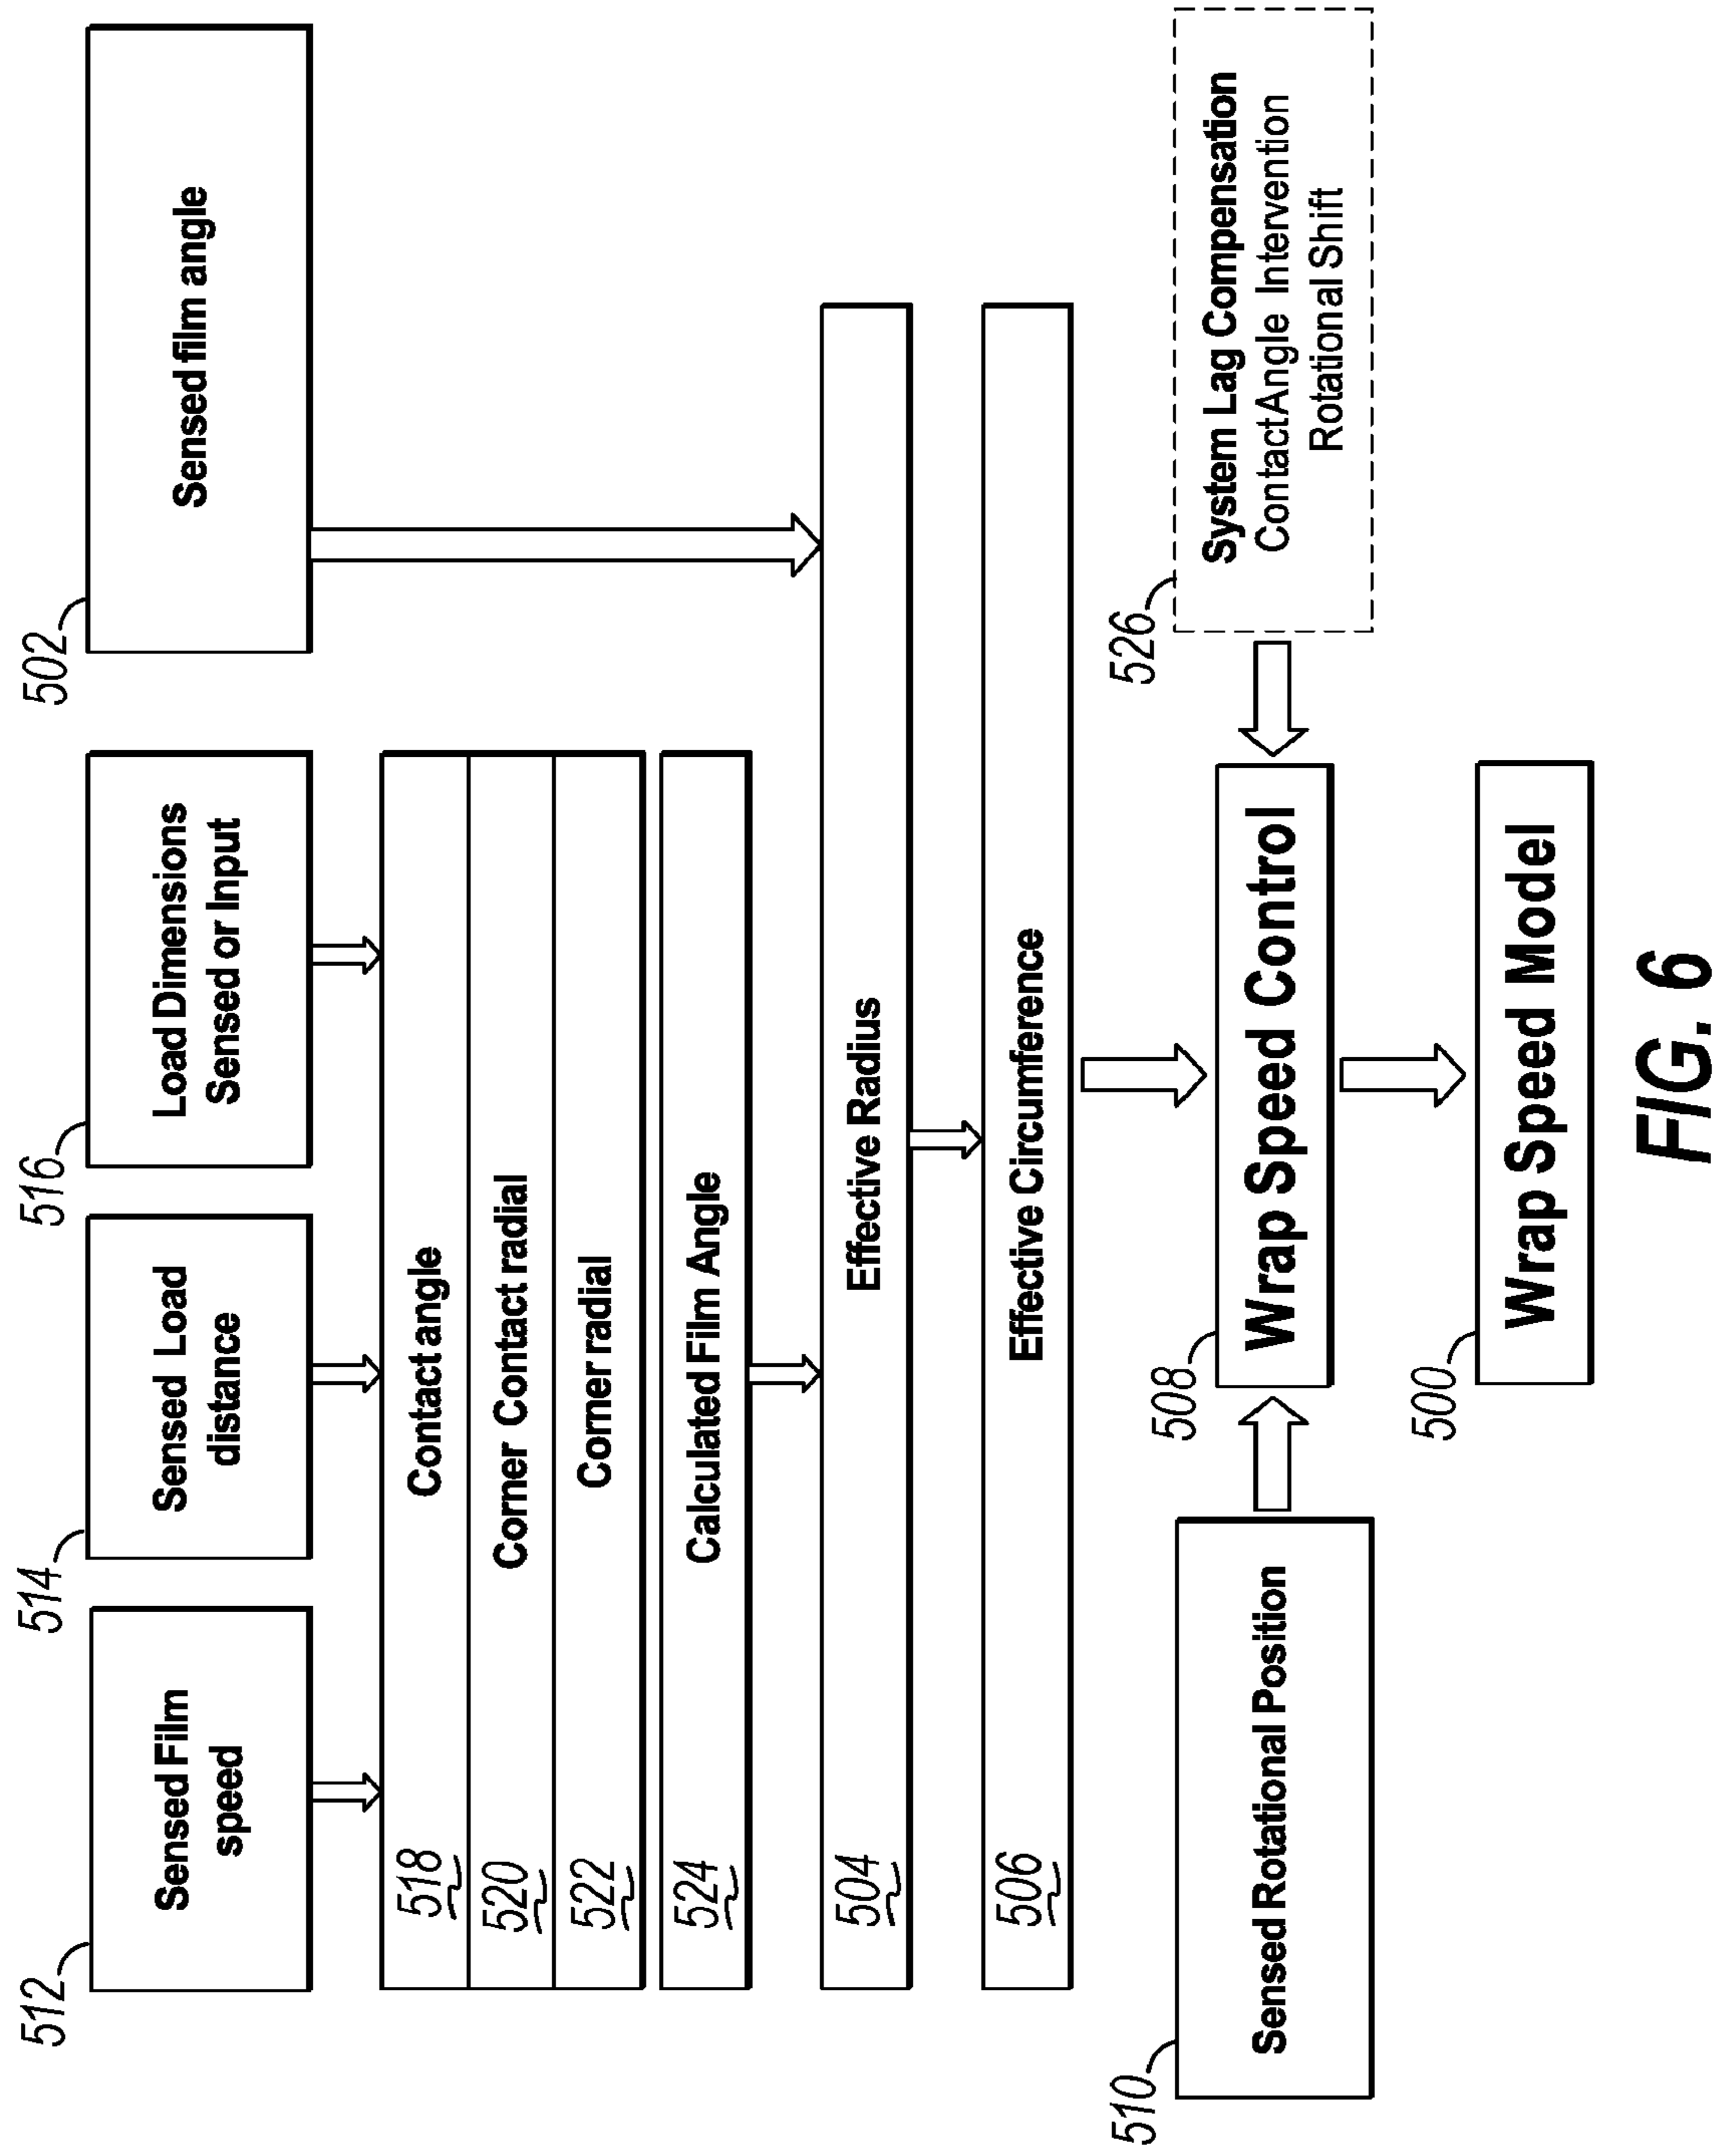 512
Sensed Film
speed
514
Sensed Load
distance
516
Load Dimensions
Sensed or Input
502
Sensed film angle
518
Contact angle
520
Corner Contact radial
522
Corner radial
524
Calculated Film Angle
504
Effective Radius
506
Effective Circumference
510
Sensed Rotational Position
508
Wrap Speed Control
526
System Lag Compensation
Contact Angle Intervention
Rotational Shift
500
Wrap Speed Model
FIG. 6